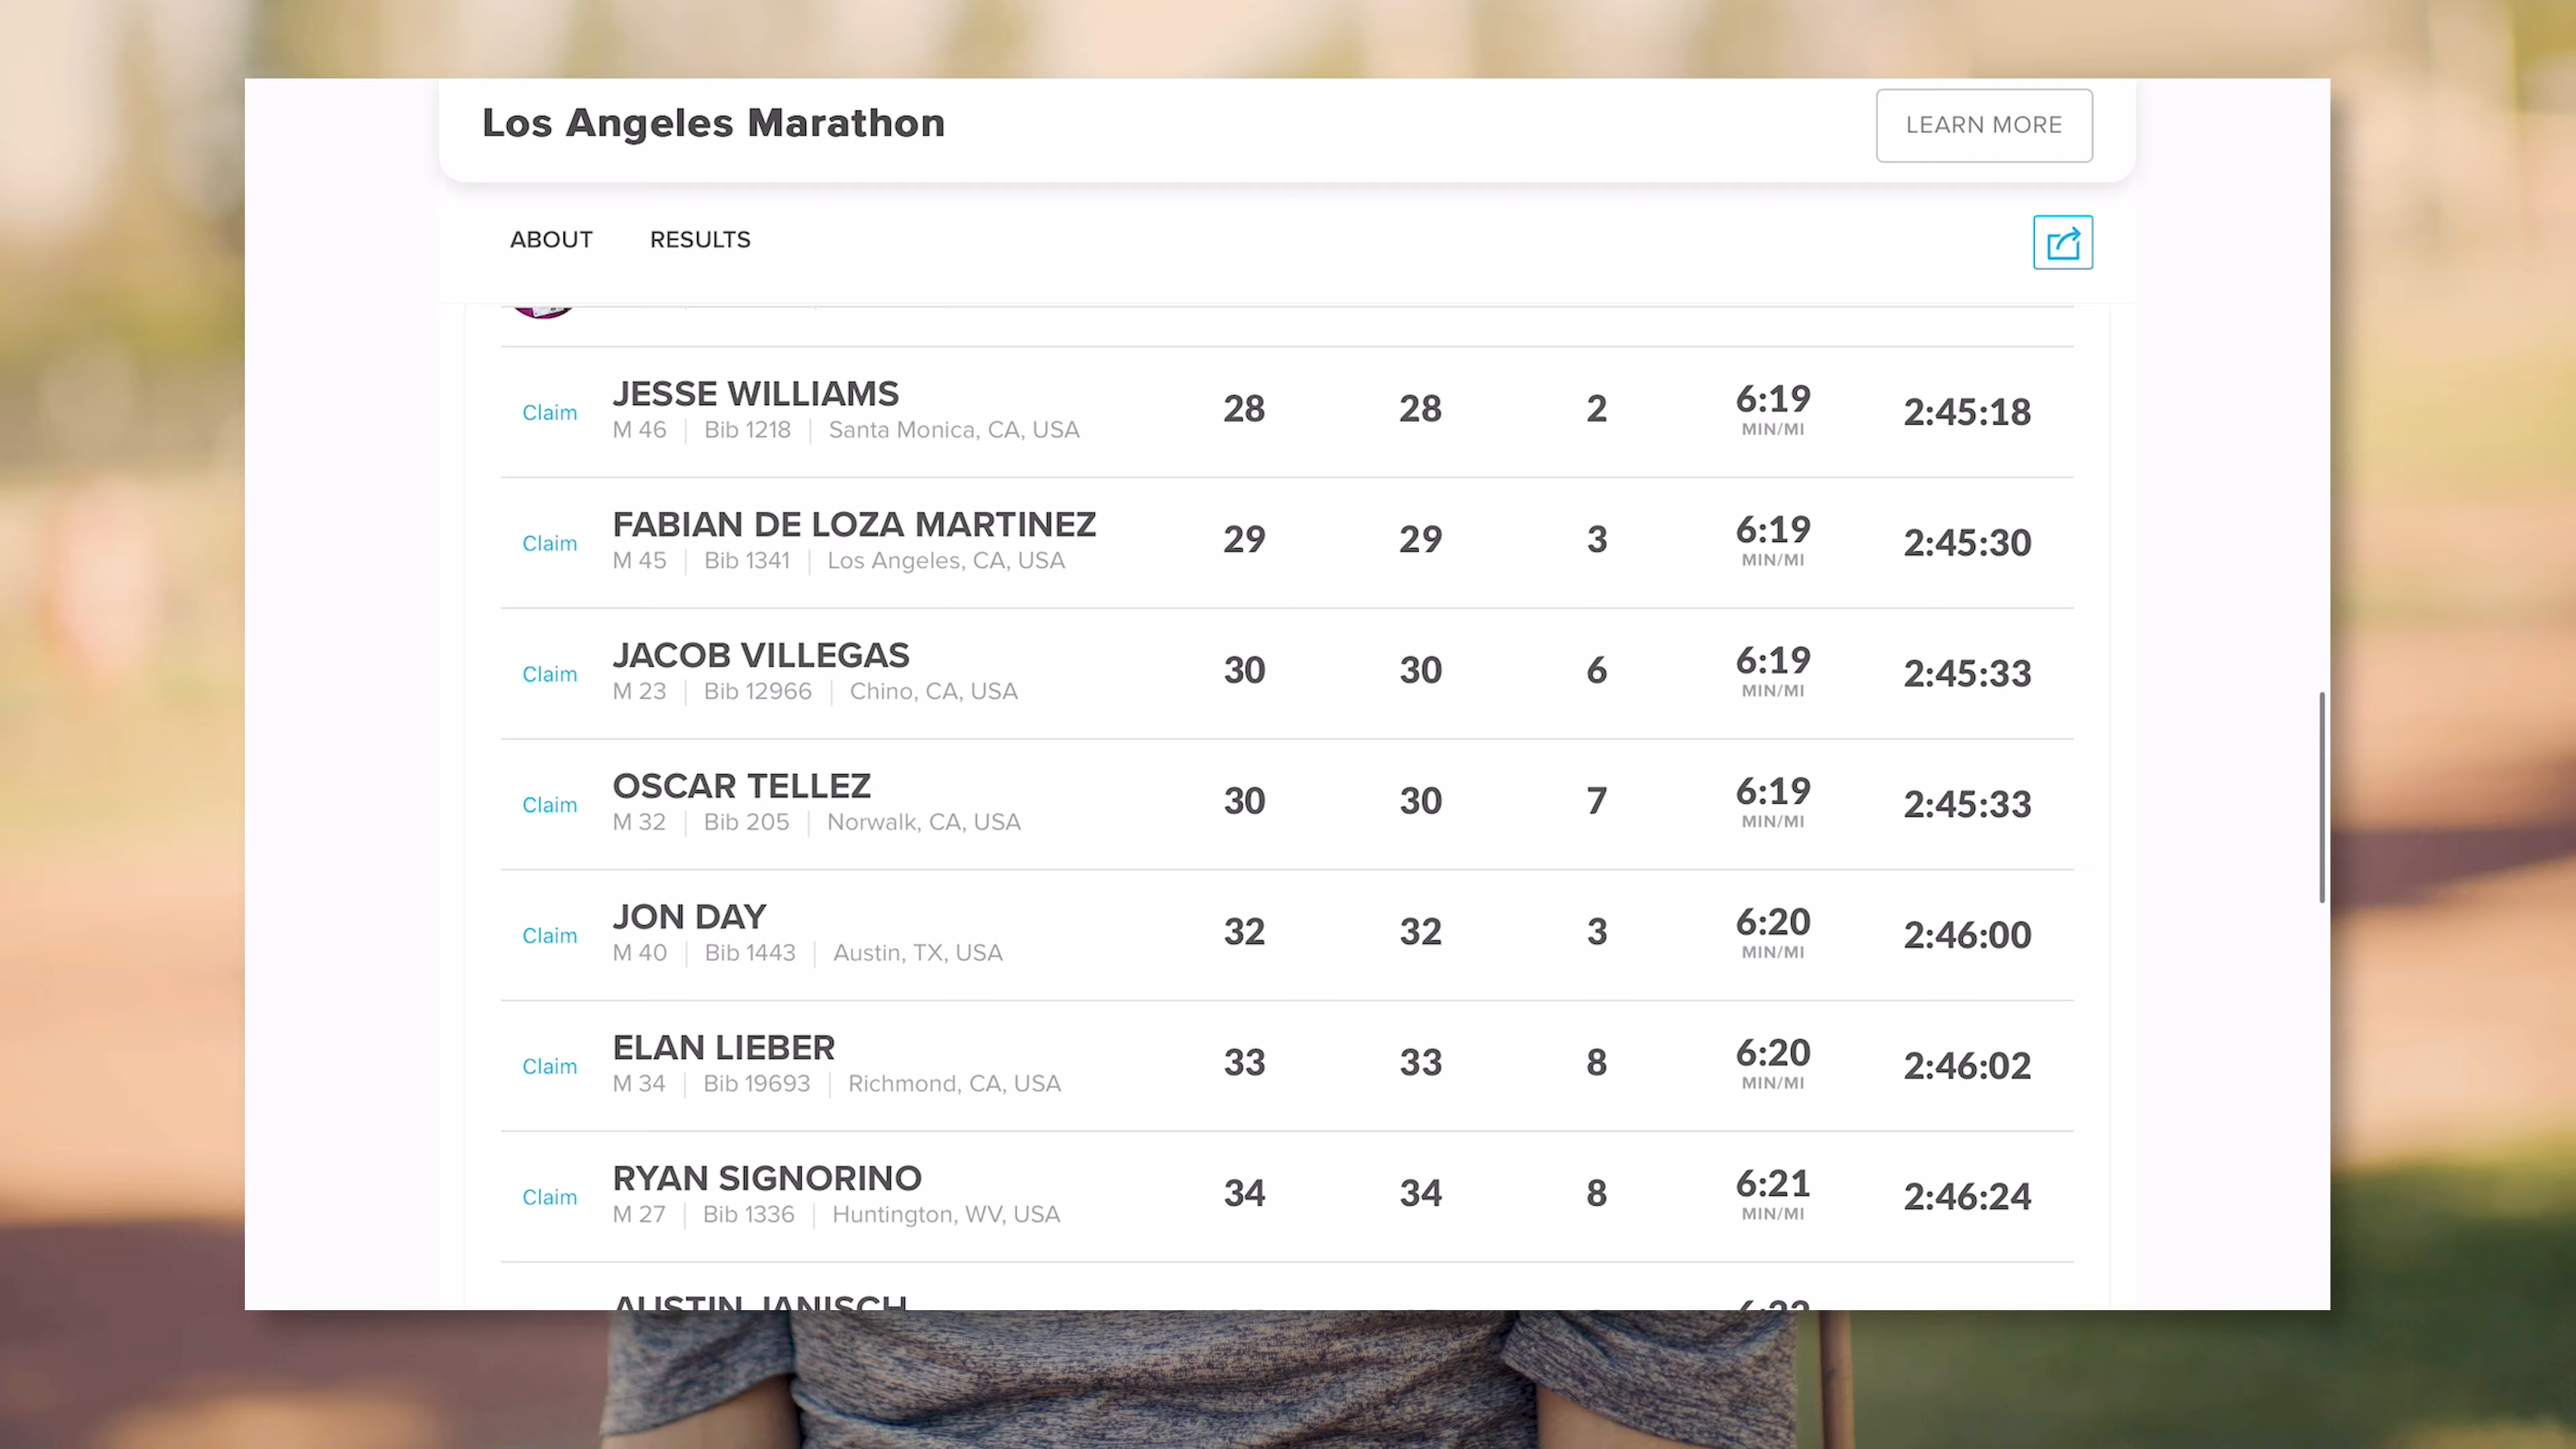 Los Angeles Marathon
LEARN MORE
ABOUT RESULTS
Claim JESSE WILLIAMS 28 28 2 6:19 2:45:18
M 46 | Bib 1218 | Santa Monica, CA, USA MIN/MI
Claim FABIAN DE LOZA MARTINEZ 29 29 3 6:19 2:45:30
M 45 | Bib 1341 | Los Angeles, CA, USA MIN/MI
Claim JACOB VILLEGAS 30 30 6 6:19 2:45:33
M 23 | Bib 12966 | Chino, CA, USA MIN/MI
Claim OSCAR TELLEZ 30 30 7 6:19 2:45:33
M 32 | Bib 205 | Norwalk, CA, USA MIN/MI
Claim JON DAY 32 32 3 6:20 2:46:00
M 40 | Bib 1443 | Austin, TX, USA MIN/MI
Claim ELAN LIEBER 33 33 8 6:20 2:46:02
M 34 | Bib 19693 | Richmond, CA, USA MIN/MI
Claim RYAN SIGNORINO 34 34 8 6:21 2:46:24
M 27 | Bib 1336 | Huntington, WV, USA MIN/MI
AUSTIN JANISCH